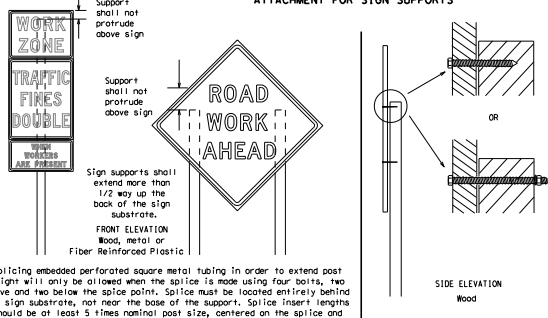 ATTACHMENT FOR SIGN SUPPORTS
Support
shall not
protrude
above sign
WORK
ZONE
TRAFFIC
FINES
DOUBLE
WHEN
WORKERS
ARE PRESENT
Support
shall not
protrude
above sign
ROAD
WORK
AHEAD
Sign supports shall
extend more than
1/2 way up the
back of the sign
substrate.
FRONT ELEVATION
Wood, metal or
Fiber Reinforced Plastic
OR
SIDE ELEVATION
Wood
plicing embedded perforated square metal tubing in order to extend post
ight will only be allowed when the splice is made using four bolts, two
ve and two below the spice point. Splice must be located entirely behind
sign substrate, not near the base of the support. Splice insert lengths
ould be at least 5 times nominal post size, centered on the splice and